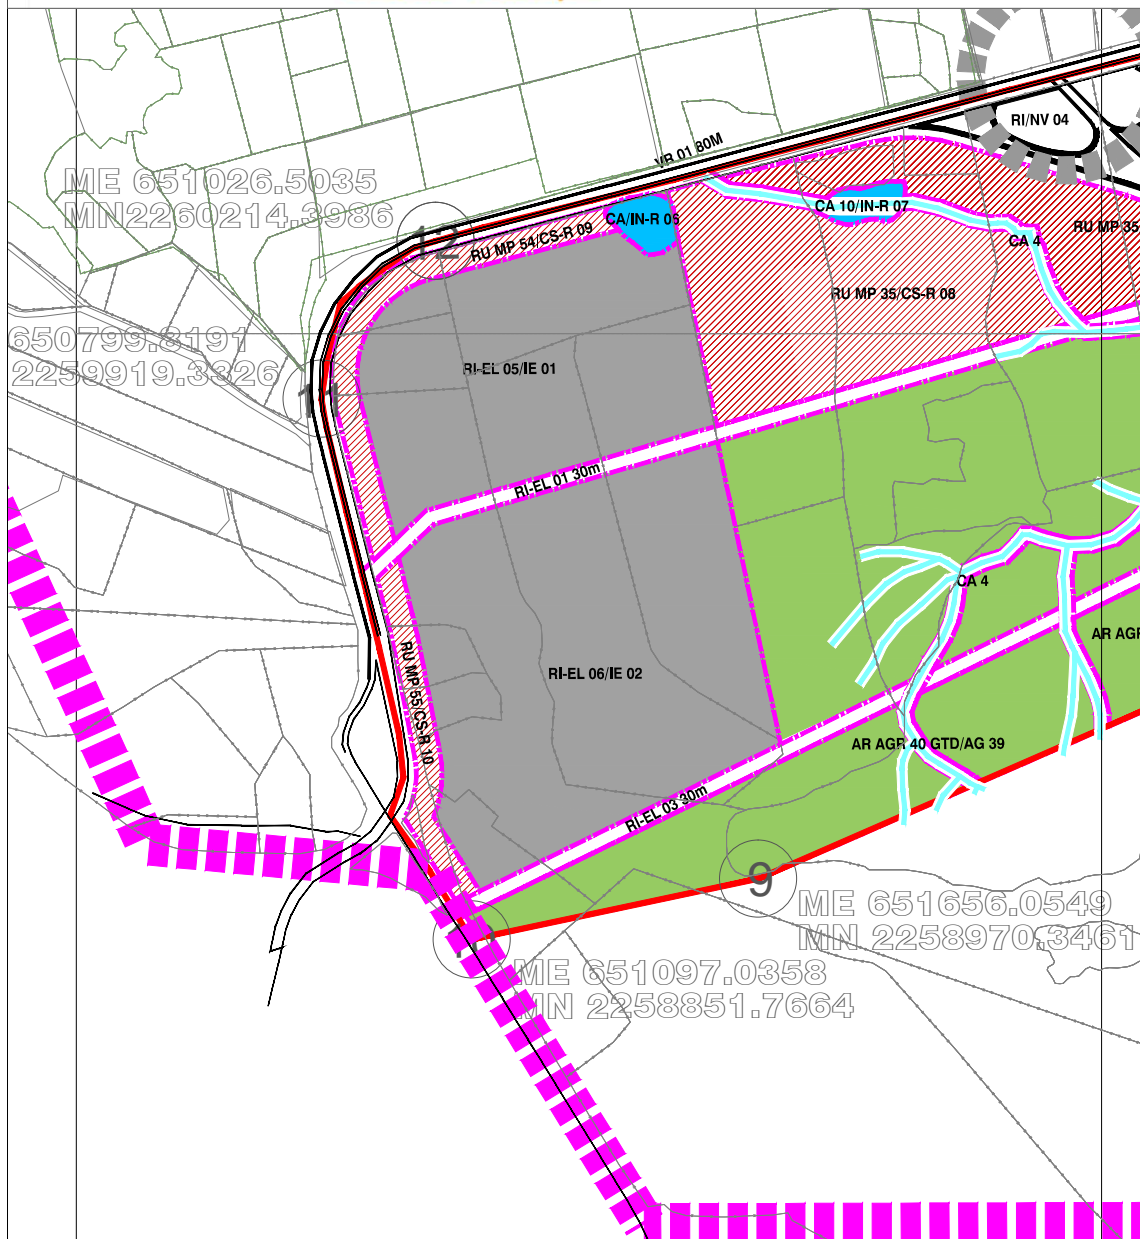 RI/NV 04
VR 01 80M
ME 651026.5035
MN2260214.3986
12
CA/IN-R 05
CA 10/IN-R 07
RU MP 54/CS-R 09
CA 4
RU MP 35
RU MP 35/CS-R 08
650799.8191
2259919.3326
RI-EL 05/IE 01
11
RI-EL 01 30m
CA 4
AR AGR
RU MP 55/CS-R 10
RI-EL 06/IE 02
AR AGR 40 GTD/AG 39
RI-EL 03 30m
9
ME 651656.0549
MN 2258970.3461
10
ME 651097.0358
MN 2258851.7664